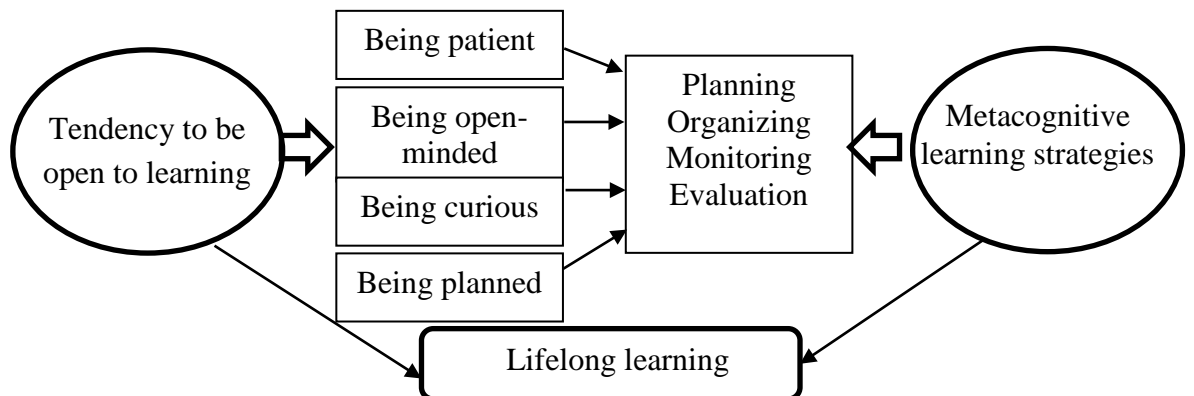 Tendency to be
open to learning
Being patient
Being open-
minded
Being curious
Being planned
Planning
Organizing
Monitoring
Evaluation
Metacognitive
learning strategies
Lifelong learning